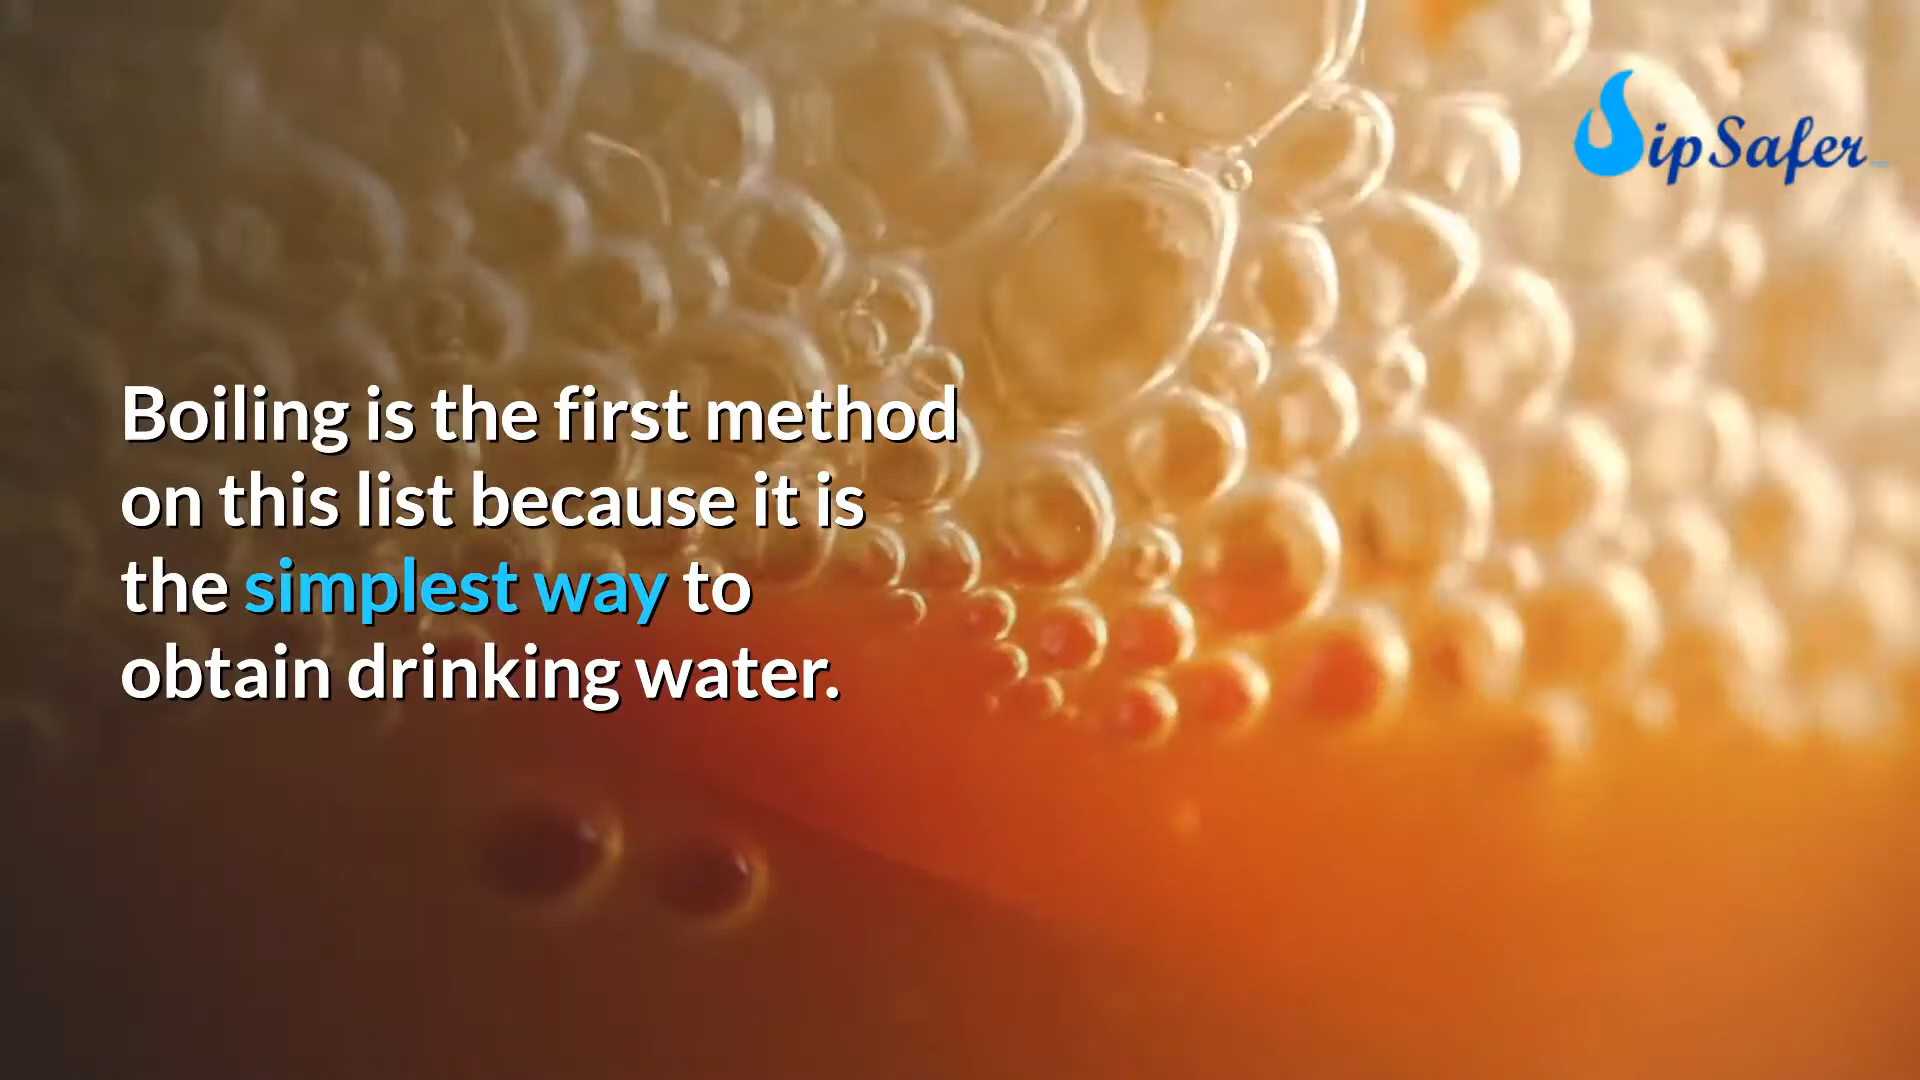 SipSafer
Boiling is the first method
on this list because it is
the simplest way to
obtain drinking water.